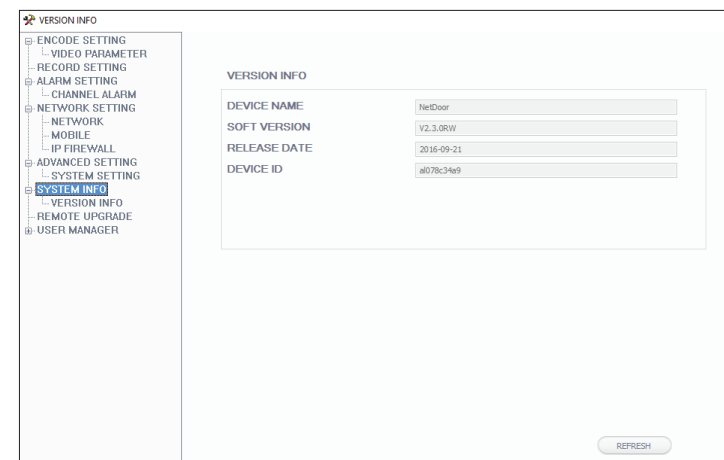 VERSION INFO
ENCODE SETTING
VIDEO PARAMETER
RECORD SETTING
ALARM SETTING
CHANNEL ALARM
NETWORK SETTING
NETWORK
MOBILE
IP FIREWALL
ADVANCED SETTING
SYSTEM SETTING
SYSTEM INFO
VERSION INFO
REMOTE UPGRADE
USER MANAGER
VERSION INFO
DEVICE NAME NetDoor
SOFT VERSION V2.3.0RW
RELEASE DATE 2016-09-21
DEVICE ID al078c34a9
REFRESH